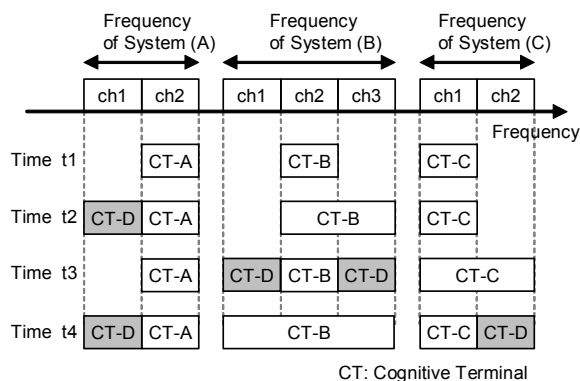 Frequency of System (A)
Frequency of System (B)
Frequency of System (C)
ch1 ch2 ch1 ch2 ch3 ch1 ch2
Frequency
Time t1 CT-A CT-B CT-C
Time t2 CT-D CT-A CT-B CT-C
Time t3 CT-A CT-D CT-B CT-D CT-C
Time t4 CT-D CT-A CT-B CT-C CT-D
CT: Cognitive Terminal